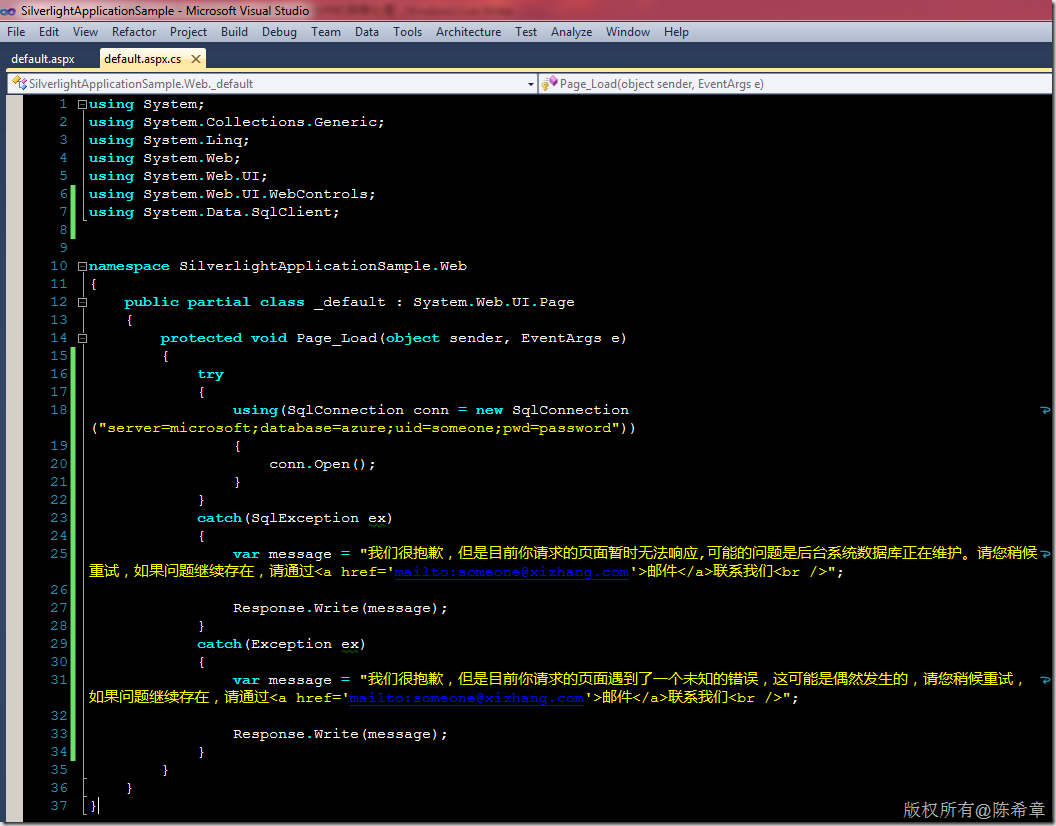 SilverlightApplicationSample - Microsoft Visual Studio
File Edit View Refactor Project Build Debug Team Data Tools Architecture Test Analyze Window Help
default.aspx default.aspx.cs
SilverlightApplicationSample.Web._default Page_Load(object sender, EventArgs e)
1 using System;
2 using System.Collections.Generic;
3 using System.Linq;
4 using System.Web;
5 using System.Web.UI;
6 using System.Web.UI.WebControls;
7 using System.Data.SqlClient;
8
9
10 namespace SilverlightApplicationSample.Web
11 {
12 public partial class _default : System.Web.UI.Page
13 {
14 protected void Page_Load(object sender, EventArgs e)
15 {
16 try
17 {
18 using(SqlConnection conn = new SqlConnection
("server=microsoft;database=azure;uid=someone;pwd=password"))
19 {
20 conn.Open();
21 }
22 }
23 catch(SqlException ex)
24 {
25 var message = "我们很抱歉，但是目前你请求的页面暂时无法响应,可能的问题是后台系统数据库正在维护。请您稍候
重试，如果问题继续存在，请通过<a href='mailto:someone@xizhang.com'>邮件</a>联系我们<br />";
26
27 Response.Write(message);
28 }
29 catch(Exception ex)
30 {
31 var message = "我们很抱歉，但是目前你请求的页面遇到了一个未知的错误，这可能是偶然发生的，请您稍候重试，
如果问题继续存在，请通过<a href='mailto:someone@xizhang.com'>邮件</a>联系我们<br />";
32
33 Response.Write(message);
34 }
35 }
36 }
37 }
版权所有@陈希章